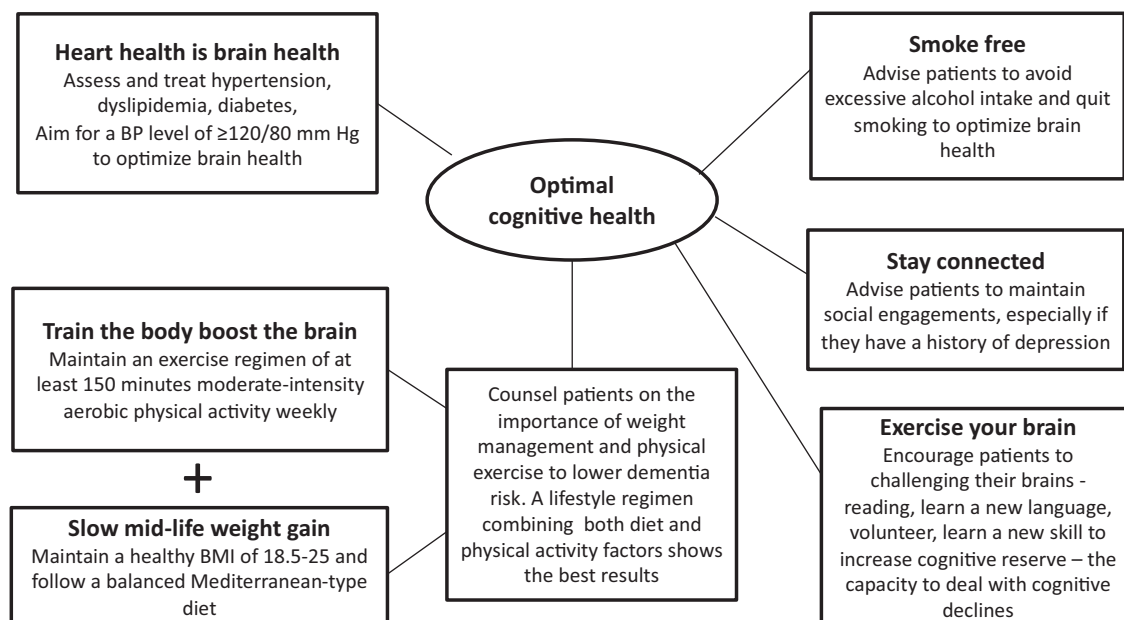 Heart health is brain health
Assess and treat hypertension,
dyslipidemia, diabetes,
Aim for a BP level of ≥120/80 mm Hg
to optimize brain health
Smoke free
Advise patients to avoid
excessive alcohol intake and quit
smoking to optimize brain
health
Optimal
cognitive health
Stay connected
Advise patients to maintain
social engagements, especially if
they have a history of depression
Train the body boost the brain
Maintain an exercise regimen of at
least 150 minutes moderate-intensity
aerobic physical activity weekly
+
Slow mid-life weight gain
Maintain a healthy BMI of 18.5-25 and
follow a balanced Mediterranean-type
diet
Counsel patients on the
importance of weight
management and physical
exercise to lower dementia
risk. A lifestyle regimen
combining both diet and
physical activity factors shows
the best results
Exercise your brain
Encourage patients to
challenging their brains -
reading, learn a new language,
volunteer, learn a new skill to
increase cognitive reserve – the
capacity to deal with cognitive
declines